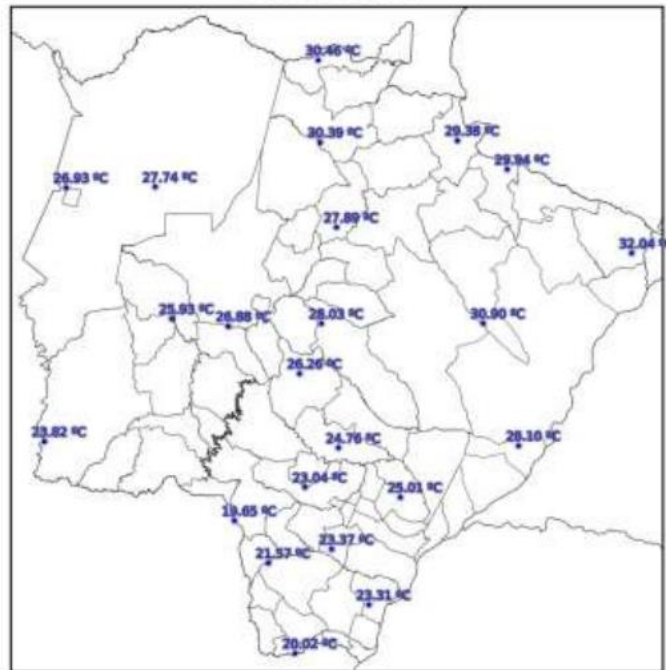 30.46 ºC
30.39 ºC
29.38 ºC
29.94 ºC
26.93 ºC
27.74 ºC
27.89 ºC
32.04 º
25.93 ºC
26.88 ºC
28.03 ºC
30.90 ºC
26.26 ºC
23.82 ºC
24.76 ºC
28.10 ºC
23.04 ºC
25.01 ºC
19.65 ºC
23.37 ºC
21.57 ºC
23.31 ºC
20.02 ºC